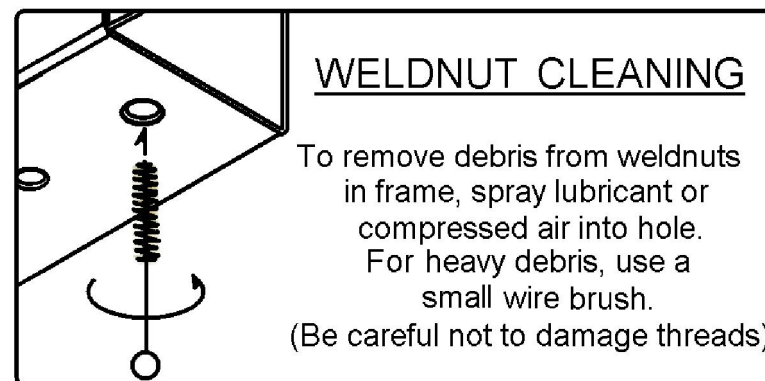 WELDNUT CLEANING
To remove debris from weldnuts
in frame, spray lubricant or
compressed air into hole.
For heavy debris, use a
small wire brush.
(Be careful not to damage threads)